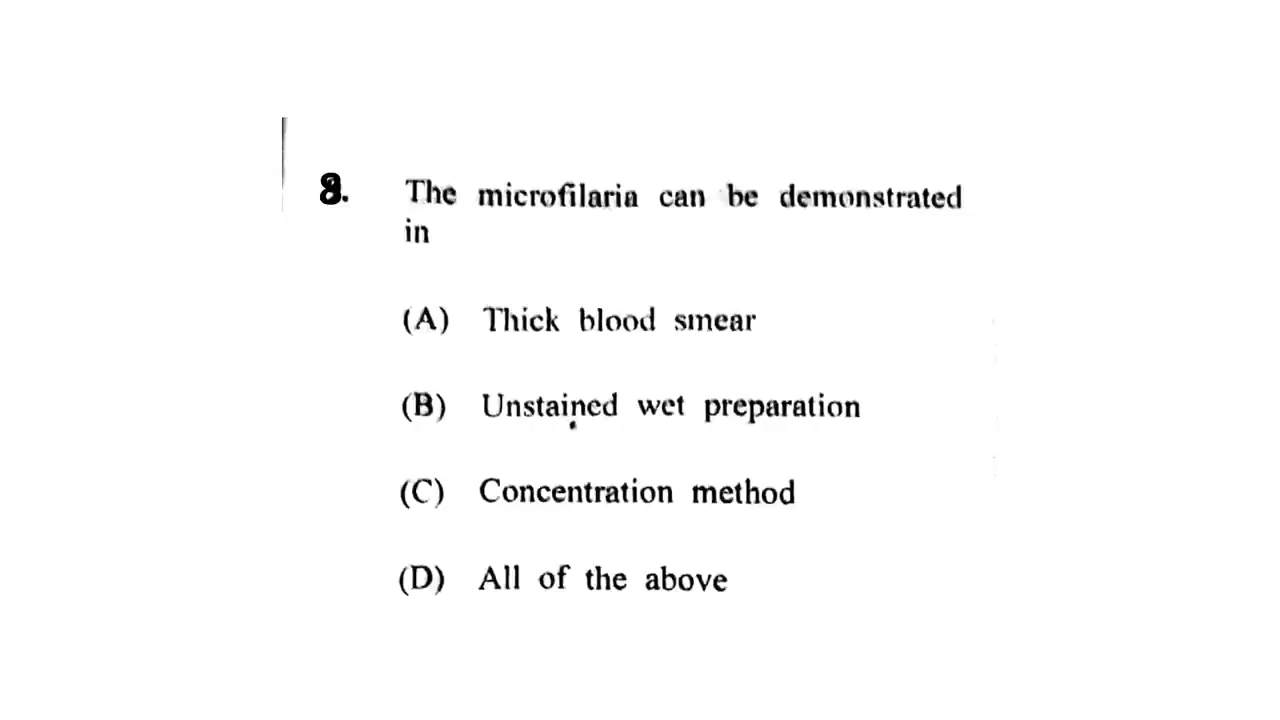 8. The microfilaria can be demonstrated
in
(A) Thick blood smear
(B) Unstained wet preparation
(C) Concentration method
(D) All of the above